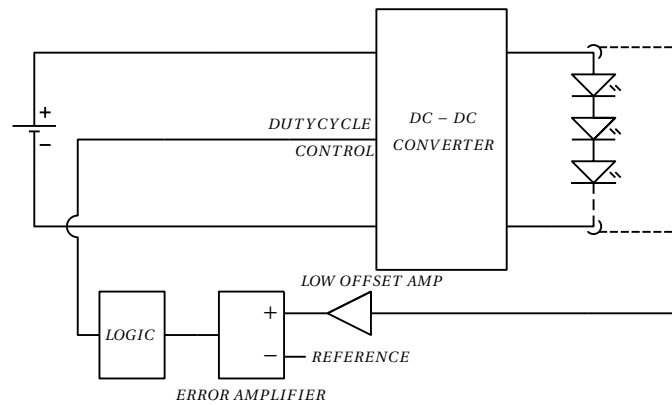 +
−
DUTYCYCLE
CONTROL
DC − DC
CONVERTER
LOW OFFSET AMP
LOGIC
+
−
REFERENCE
ERROR AMPLIFIER